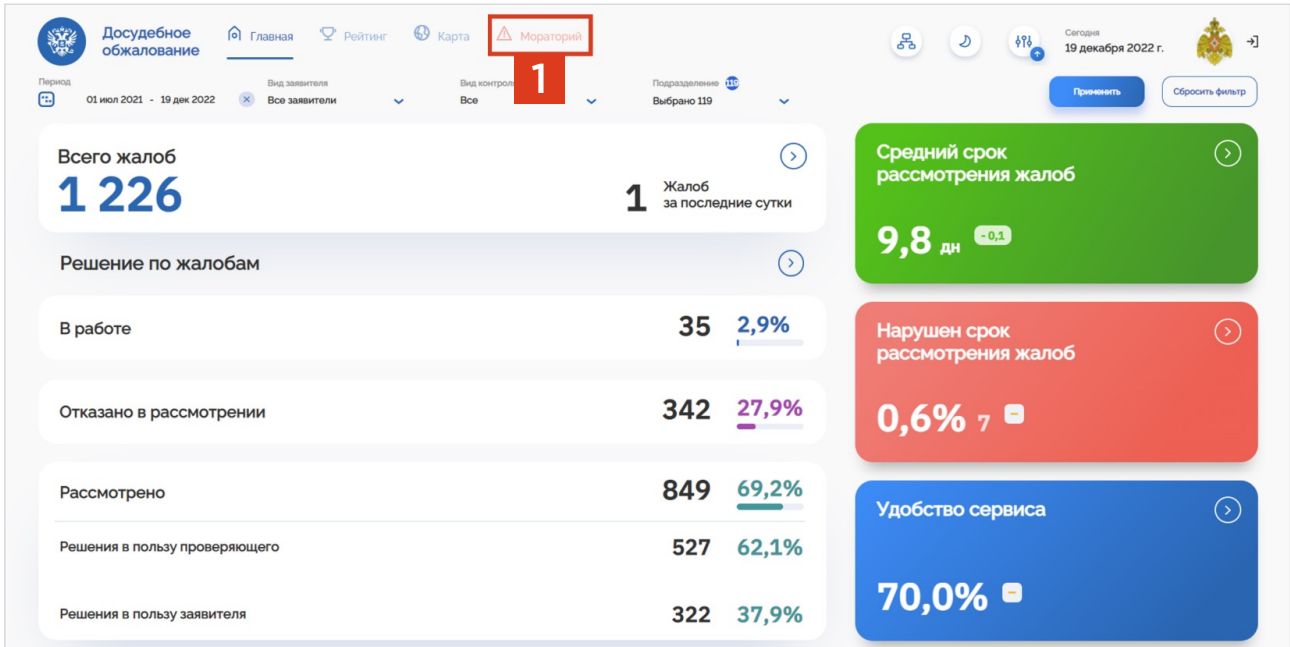 Досудебное
обжалование
Главная
Рейтинг
Карта
Мораторий
1
Сегодня
19 декабря 2022 г.
Период
01 июл 2021 - 19 дек 2022
Вид заявителя
Все заявители
Все
Подразделение 119
Выбрано 119
Применить
Сбросить фильтр
Всего жалоб
1 226
1 Жалоб
за последние сутки
Решение по жалобам
В работе 35 2,9%
Отказано в рассмотрении 342 27,9%
Рассмотрено 849 69,2%
Решения в пользу проверяющего 527 62,1%
Решения в пользу заявителя 322 37,9%
Средний срок
рассмотрения жалоб
9,8 дн - 0,1
Нарушен срок
рассмотрения жалоб
0,6% 7 –
Удобство сервиса
70,0% –